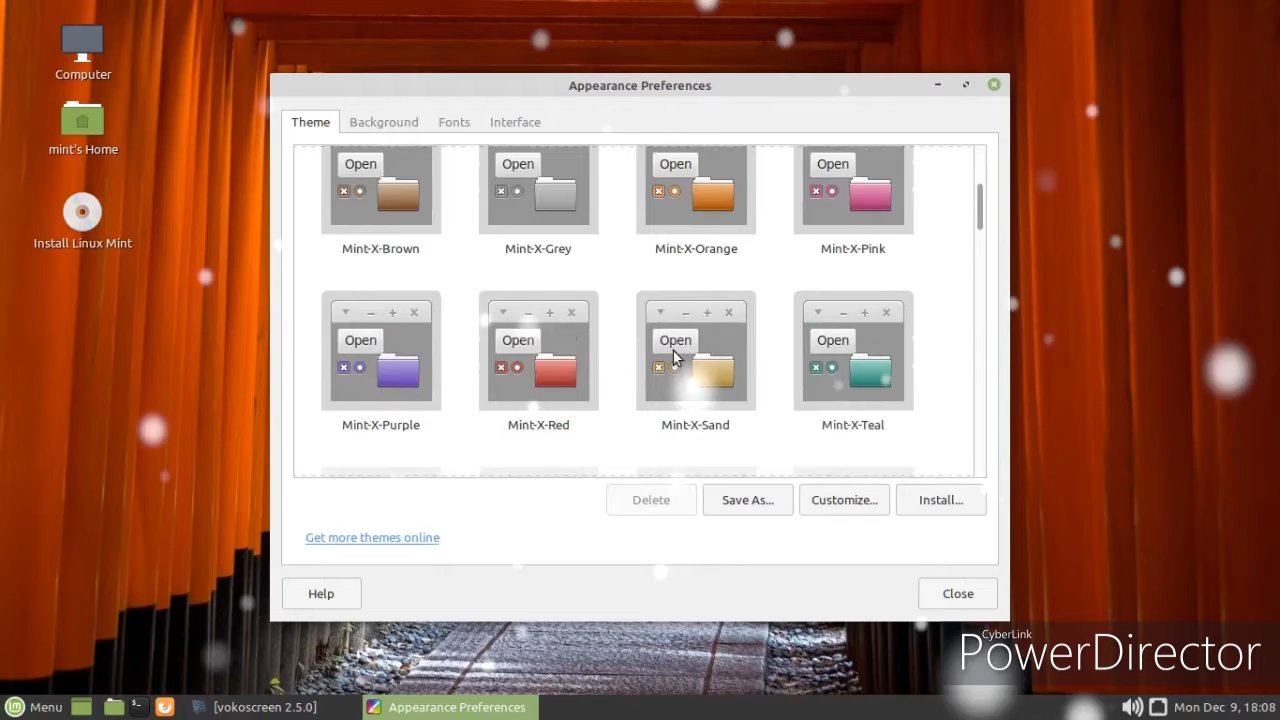 Computer
mint's Home
Install Linux Mint
Appearance Preferences
Theme Background Fonts Interface
Open Open Open Open
Mint-X-Brown Mint-X-Grey Mint-X-Orange Mint-X-Pink
Open Open Open Open
Mint-X-Purple Mint-X-Red Mint-X-Sand Mint-X-Teal
Delete Save As... Customize... Install...
Get more themes online
Help Close
CyberLink
PowerDirector
Menu [vokoscreen 2.5.0] Appearance Preferences Mon Dec 9, 18:08